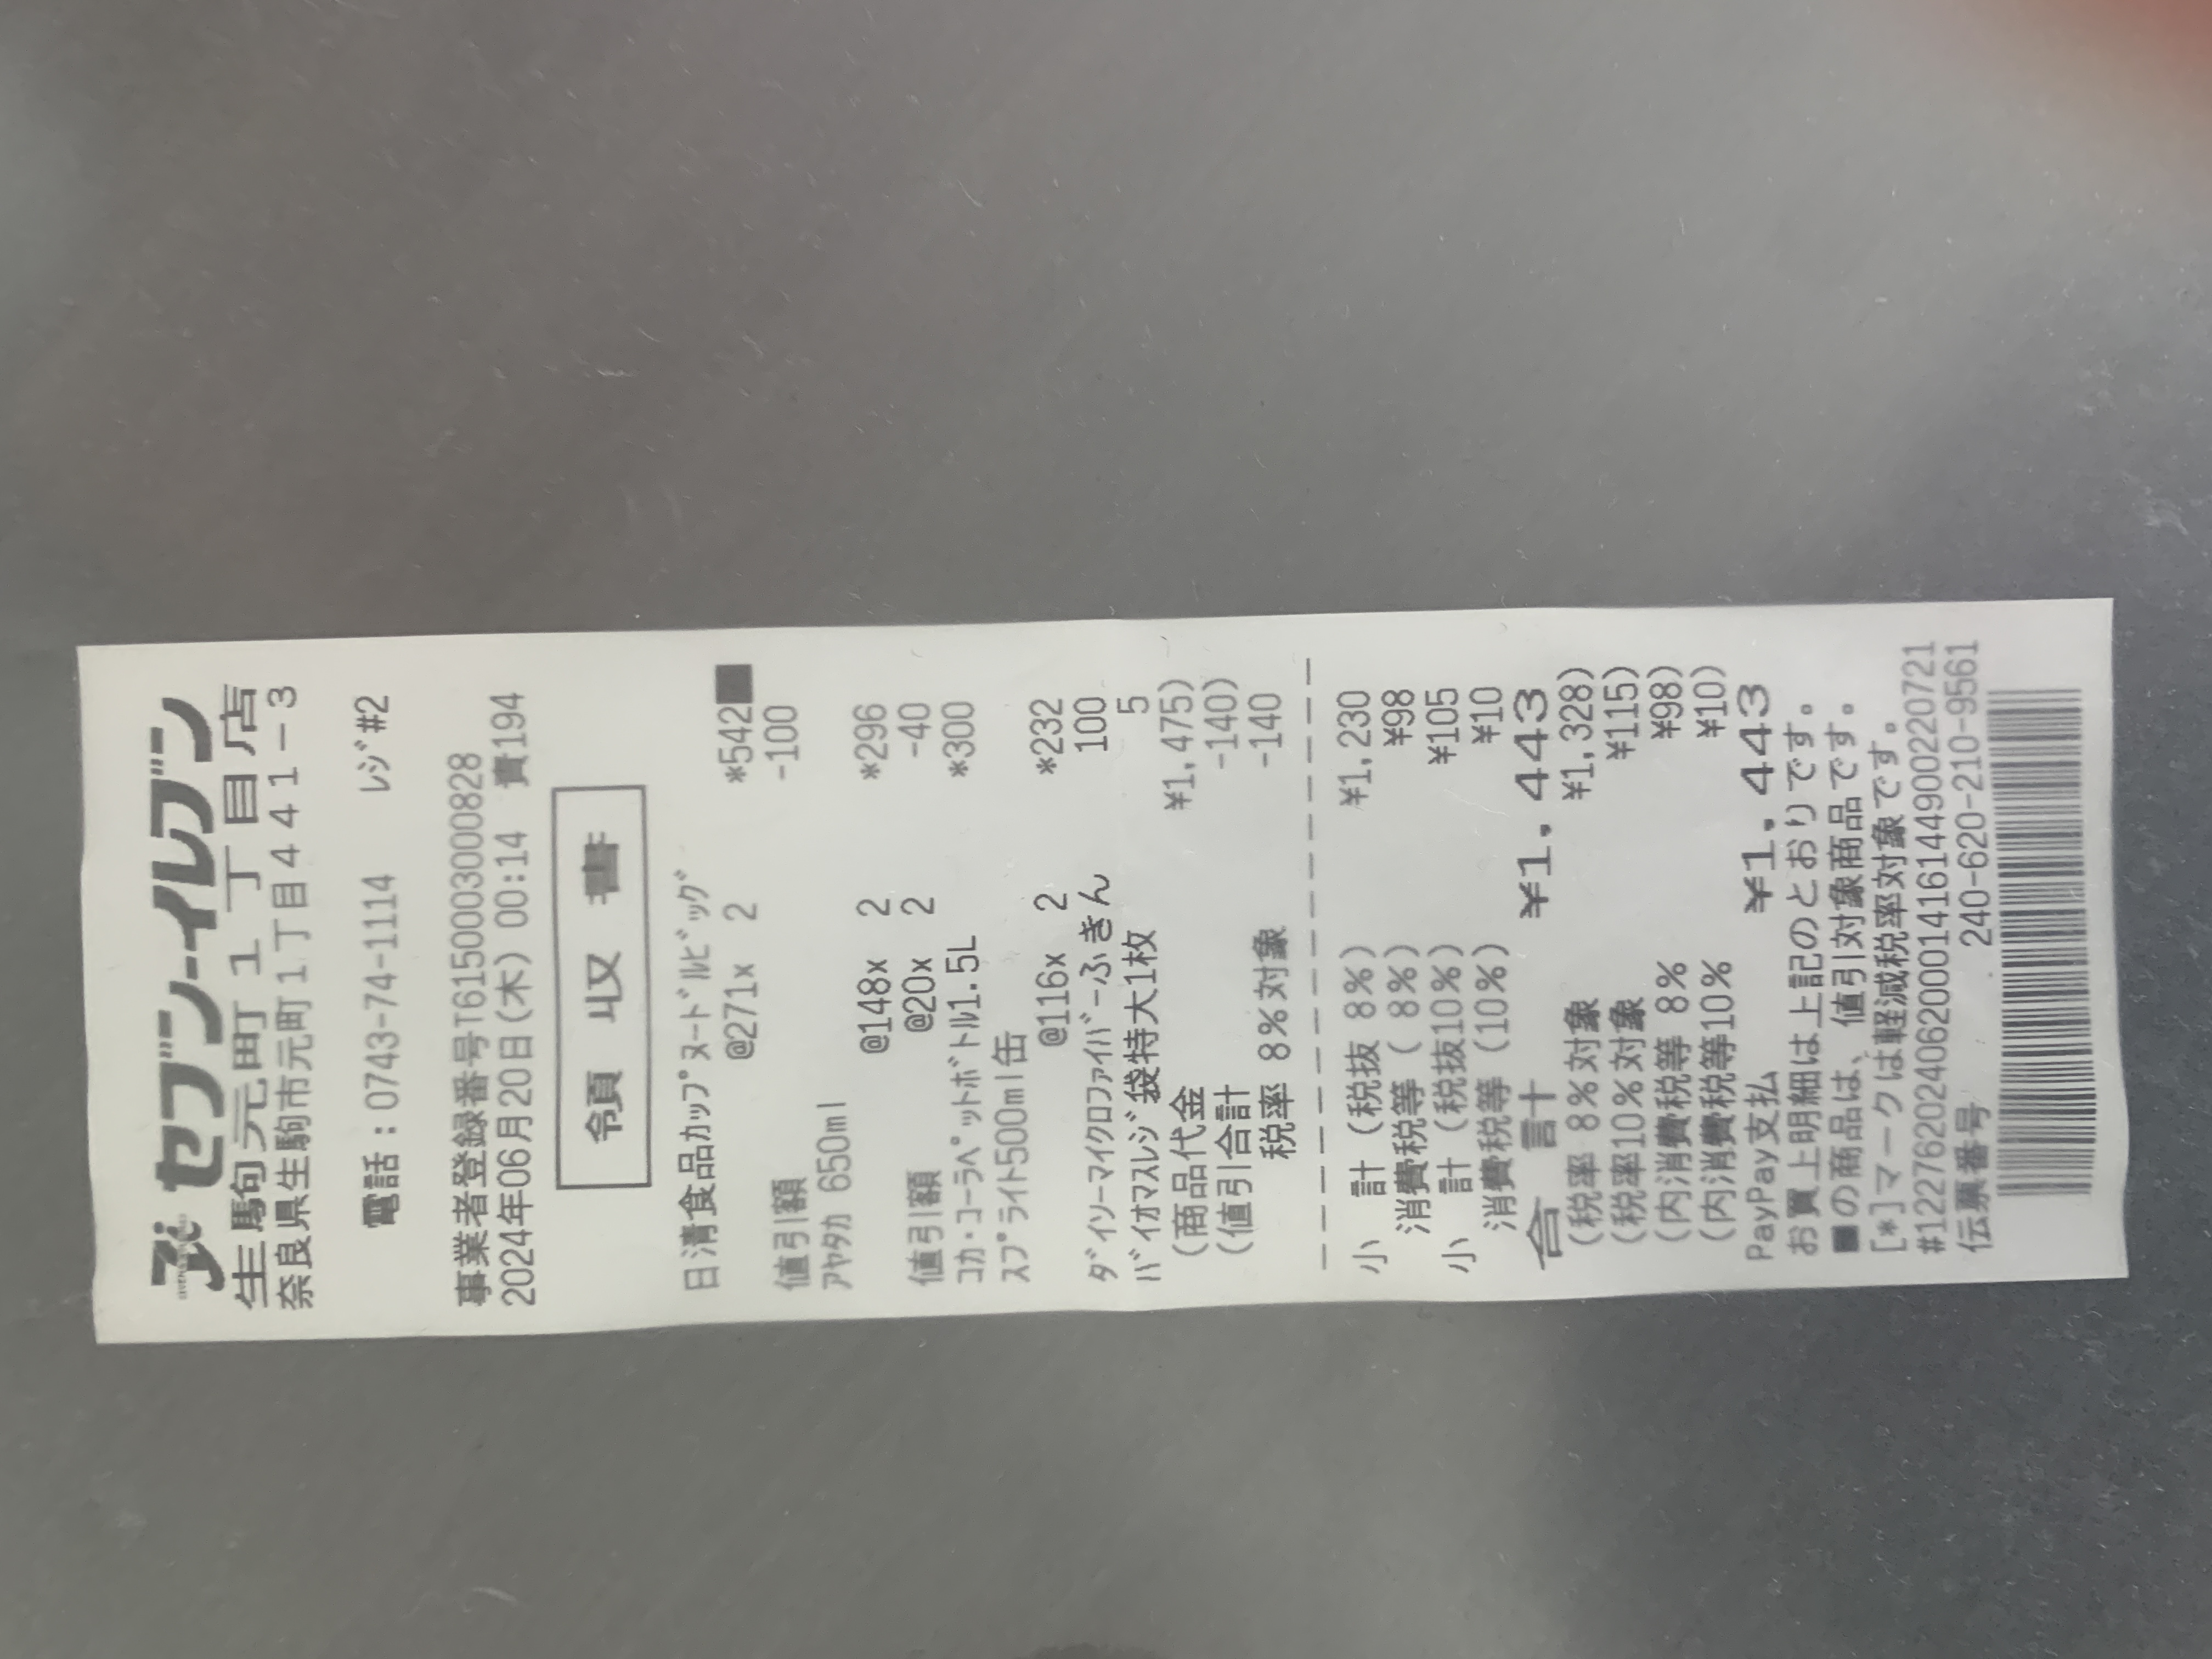 セブン-イレブン
生駒元町１丁目店
奈良県生駒市元町１丁目４４１－３
電話：0743-74-1114 ﾚｼﾞ#2
事業者登録番号T6150003000828
2024年06月20日(木) 00:14 責194
領収書
日清食品ｶｯﾌﾟﾇｰﾄﾞﾙﾋﾞｯｸﾞ
@271x 2 *542■
値引額 -100
ｱﾔﾀｶ 650ml
@148x 2 *296
値引額 @20x 2 -40
ｺｶ･ｺｰﾗﾍﾟｯﾄﾎﾞﾄﾙ1.5L *300
ｽﾌﾟﾗｲﾄ500ml缶
@116x 2 *232
ﾀﾞｲｿｰﾏｲｸﾛﾌｧｲﾊﾞｰふきん 100
ﾊﾞｲｵﾏｽﾚｼﾞ袋特大1枚 5
(商品代金 ¥1,475)
(値引合計 -140)
税率 8%対象 -140
小　計(税抜 8%) ¥1,230
消費税等( 8%) ¥98
小　計(税抜10%) ¥105
消費税等(10%) ¥10
合　計 ¥1,443
(税率 8%対象 ¥1,328)
(税率10%対象 ¥115)
(内消費税等 8% ¥98)
(内消費税等10% ¥10)
PayPay支払 ¥1,443
お買上明細は上記のとおりです。
■の商品は、値引対象商品です。
[*]マークは軽減税率対象です。
#122762024062000141614490022​0721
伝票番号 240-620-210-9561